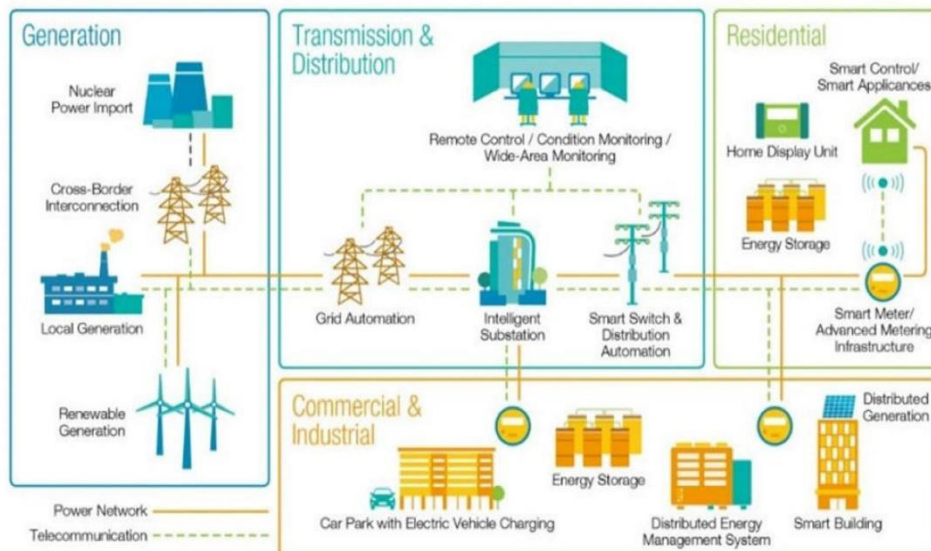 Generation
Nuclear
Power Import
Cross-Border
Interconnection
Local Generation
Renewable
Generation
Power Network
Telecommunication
Transmission &
Distribution
Remote Control / Condition Monitoring /
Wide-Area Monitoring
Grid Automation
Intelligent
Substation
Smart Switch &
Distribution
Automation
Residential
Smart Control/
Smart Applicances
Home Display Unit
Energy Storage
Smart Meter/
Advanced Metering
Infrastructure
Commercial &
Industrial
Car Park with Electric Vehicle Charging
Energy Storage
Distributed Energy
Management System
Distributed
Generation
Smart Building